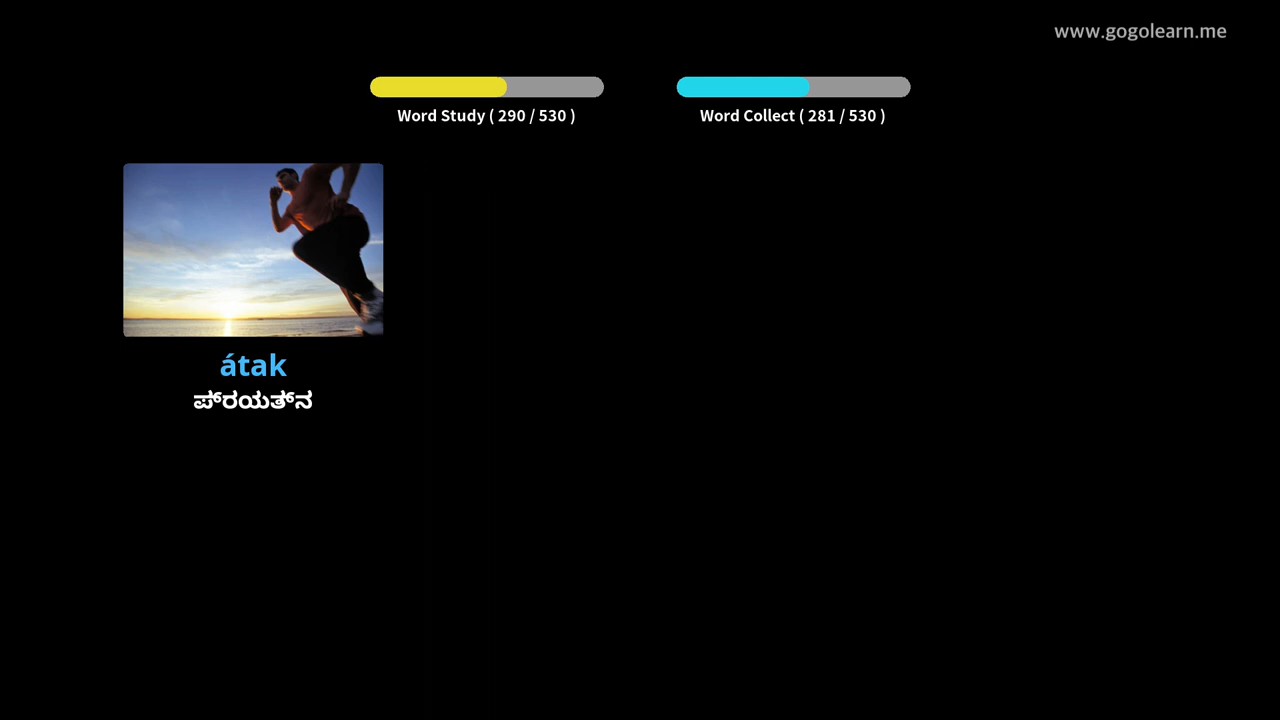 www.gogolearn.me
Word Study ( 290 / 530 )
Word Collect ( 281 / 530 )
átak
ಪ್‌ರಯತ್‌ನ